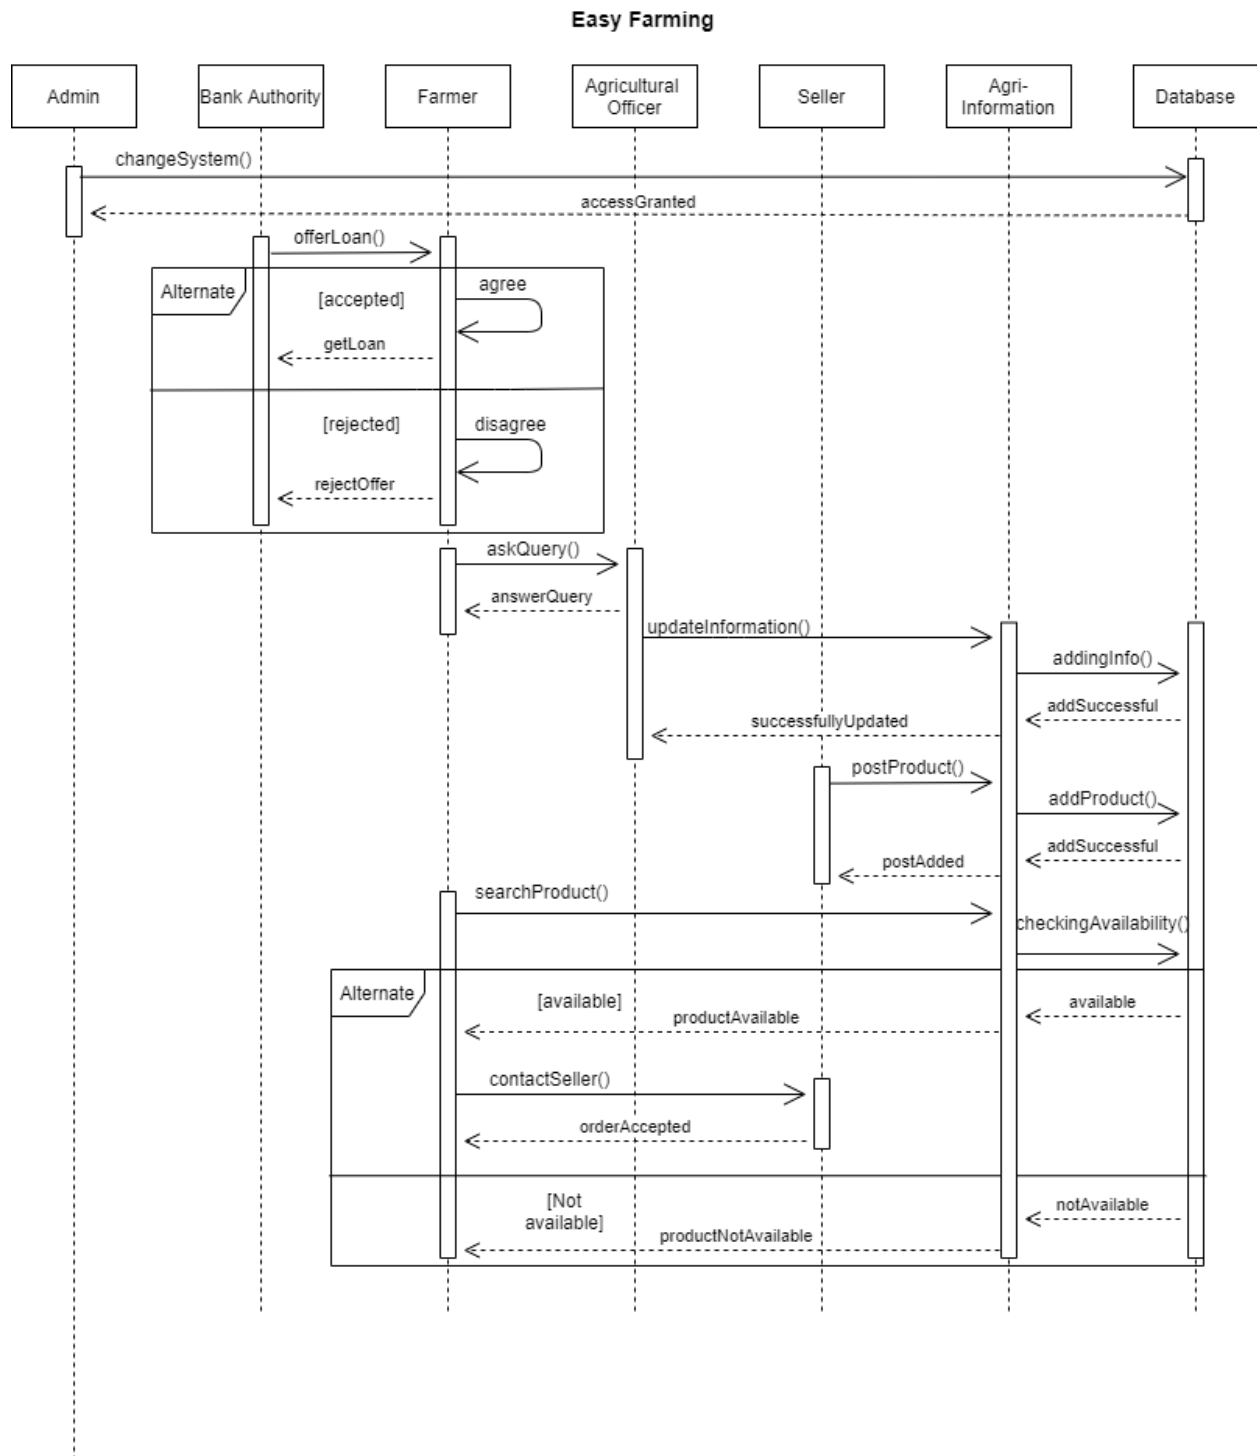 Easy Farming
Admin
Bank Authority
Farmer
Agricultural
Officer
Seller
Agri-
Information
Database
changeSystem()
accessGranted
offerLoan()
Alternate
[accepted]
agree
getLoan
[rejected]
disagree
rejectOffer
askQuery()
answerQuery
updateInformation()
addingInfo()
addSuccessful
successfullyUpdated
postProduct()
addProduct()
addSuccessful
postAdded
searchProduct()
checkingAvailability()
Alternate
[available]
available
productAvailable
contactSeller()
orderAccepted
[Not
available]
notAvailable
productNotAvailable